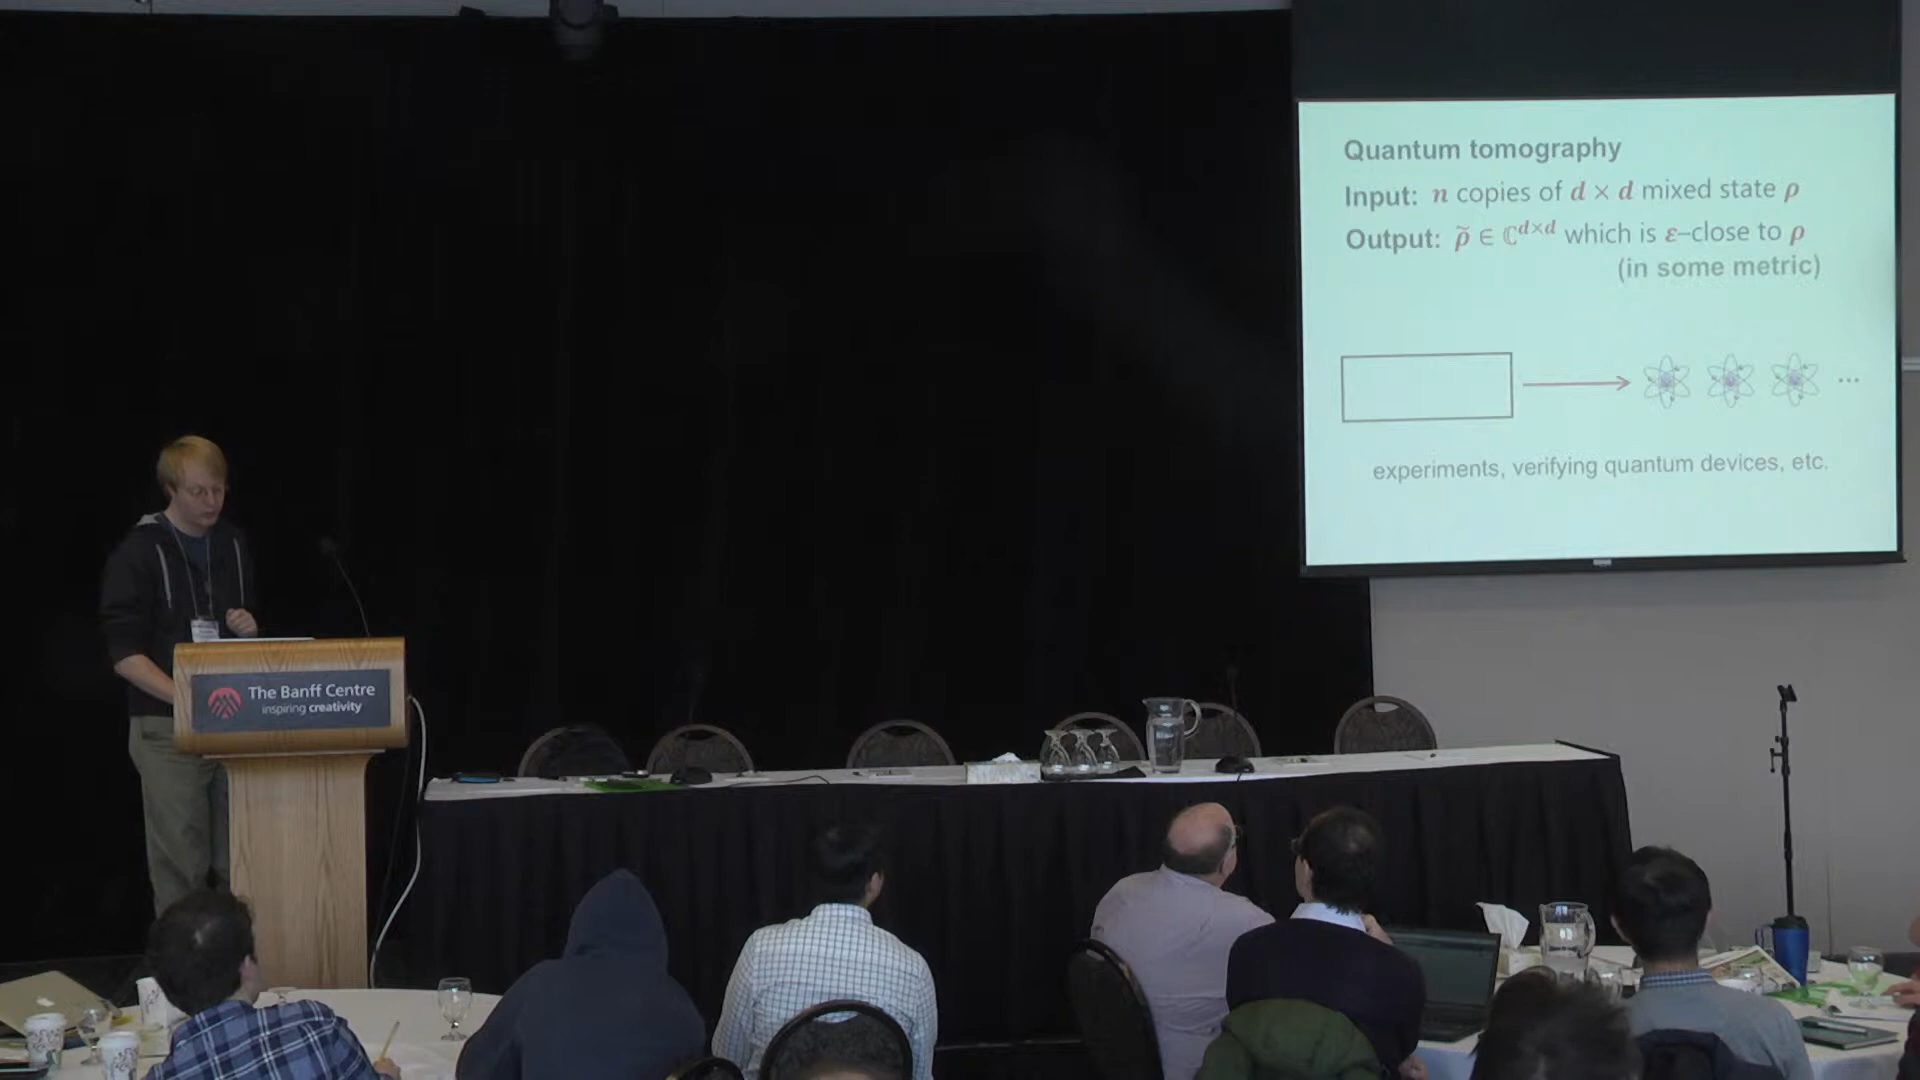 Quantum tomography
Input: n copies of d × d mixed state ρ
Output: ρ̃ ∈ ℂ^{d×d} which is ε–close to ρ
(in some metric)
...
experiments, verifying quantum devices, etc.
The Banff Centre
inspiring creativity